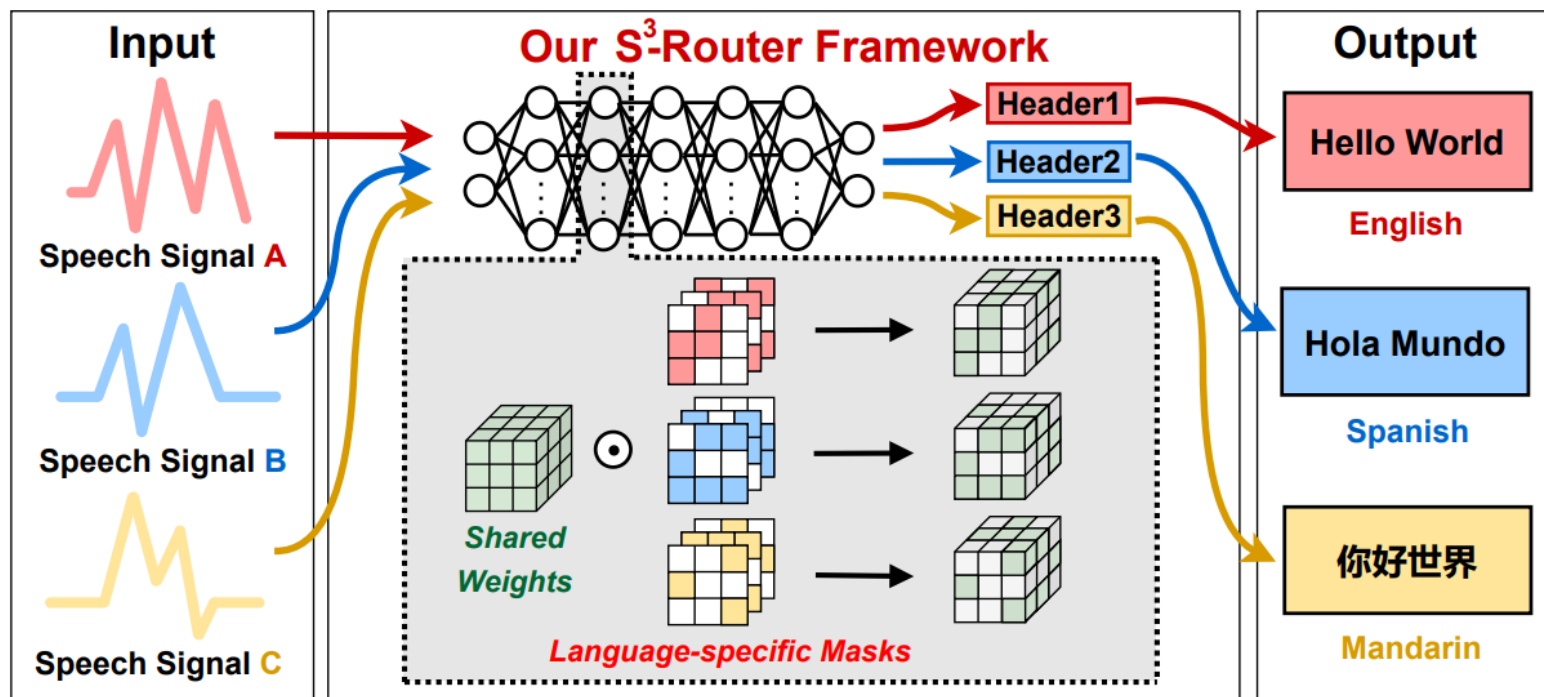 Input
Speech Signal A
Speech Signal B
Speech Signal C
Our S³-Router Framework
Header1
Header2
Header3
Shared
Weights
Language-specific Masks
Output
Hello World
English
Hola Mundo
Spanish
你好世界
Mandarin